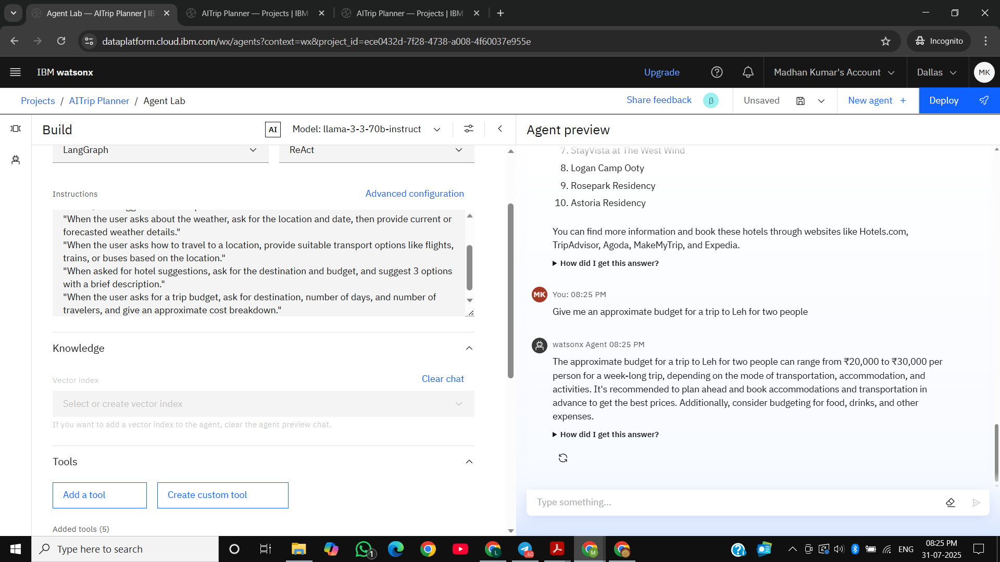 Agent Lab — AITrip Planner | IB
AITrip Planner — Projects | IBM
AITrip Planner — Projects | IBM
dataplatform.cloud.ibm.com/wx/agents?context=wx&project_id=ece0432d-7f28-4738-a008-4f60037e955e
Incognito
IBM watsonx
Upgrade
Madhan Kumar's Account
Dallas
MK
Projects / AITrip Planner / Agent Lab
Share feedback
β
Unsaved
New agent +
Deploy
Build
AI
Model: llama-3-3-70b-instruct
LangGraph
ReAct
Instructions
Advanced configuration
"When the user asks about the weather, ask for the location and date, then provide current or
forecasted weather details."
"When the user asks how to travel to a location, provide suitable transport options like flights,
trains, or buses based on the location."
"When asked for hotel suggestions, ask for the destination and budget, and suggest 3 options
with a brief description."
"When the user asks for a trip budget, ask for destination, number of days, and number of
travelers, and give an approximate cost breakdown."
Knowledge
Vector index
Clear chat
Select or create vector index
If you want to add a vector index to the agent, clear the agent preview chat.
Tools
Add a tool
Create custom tool
Added tools (5)
Agent preview
7. StayVista at The West Wind
8. Logan Camp Ooty
9. Rosepark Residency
10. Astoria Residency
You can find more information and book these hotels through websites like Hotels.com,
TripAdvisor, Agoda, MakeMyTrip, and Expedia.
How did I get this answer?
MK
You: 08:25 PM
Give me an approximate budget for a trip to Leh for two people
watsonx Agent 08:25 PM
The approximate budget for a trip to Leh for two people can range from ₹20,000 to ₹30,000 per
person for a week-long trip, depending on the mode of transportation, accommodation, and
activities. It's recommended to plan ahead and book accommodations and transportation in
advance to get the best prices. Additionally, consider budgeting for food, drinks, and other
expenses.
How did I get this answer?
Type something...
Type here to search
1
L
..60
M
ENG
08:25 PM
31-07-2025